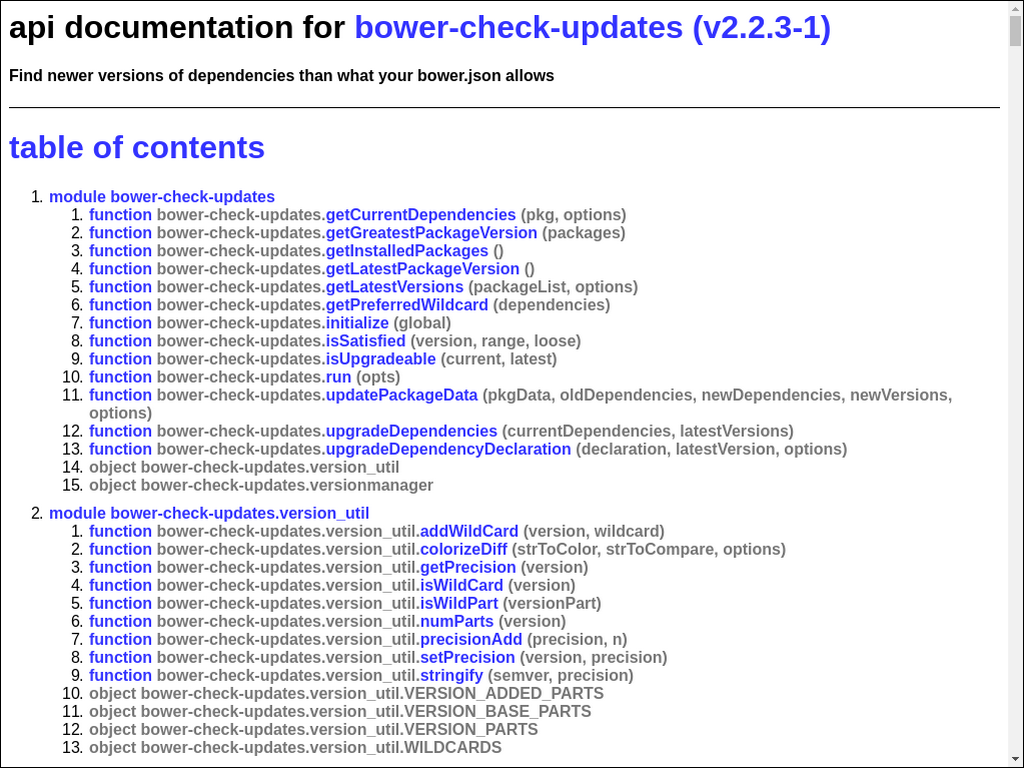 api documentation for bower-check-updates (v2.2.3-1)
Find newer versions of dependencies than what your bower.json allows
table of contents
1. module bower-check-updates
1. function bower-check-updates.getCurrentDependencies (pkg, options)
2. function bower-check-updates.getGreatestPackageVersion (packages)
3. function bower-check-updates.getInstalledPackages ()
4. function bower-check-updates.getLatestPackageVersion ()
5. function bower-check-updates.getLatestVersions (packageList, options)
6. function bower-check-updates.getPreferredWildcard (dependencies)
7. function bower-check-updates.initialize (global)
8. function bower-check-updates.isSatisfied (version, range, loose)
9. function bower-check-updates.isUpgradeable (current, latest)
10. function bower-check-updates.run (opts)
11. function bower-check-updates.updatePackageData (pkgData, oldDependencies, newDependencies, newVersions,
options)
12. function bower-check-updates.upgradeDependencies (currentDependencies, latestVersions)
13. function bower-check-updates.upgradeDependencyDeclaration (declaration, latestVersion, options)
14. object bower-check-updates.version_util
15. object bower-check-updates.versionmanager
2. module bower-check-updates.version_util
1. function bower-check-updates.version_util.addWildCard (version, wildcard)
2. function bower-check-updates.version_util.colorizeDiff (strToColor, strToCompare, options)
3. function bower-check-updates.version_util.getPrecision (version)
4. function bower-check-updates.version_util.isWildCard (version)
5. function bower-check-updates.version_util.isWildPart (versionPart)
6. function bower-check-updates.version_util.numParts (version)
7. function bower-check-updates.version_util.precisionAdd (precision, n)
8. function bower-check-updates.version_util.setPrecision (version, precision)
9. function bower-check-updates.version_util.stringify (semver, precision)
10. object bower-check-updates.version_util.VERSION_ADDED_PARTS
11. object bower-check-updates.version_util.VERSION_BASE_PARTS
12. object bower-check-updates.version_util.VERSION_PARTS
13. object bower-check-updates.version_util.WILDCARDS